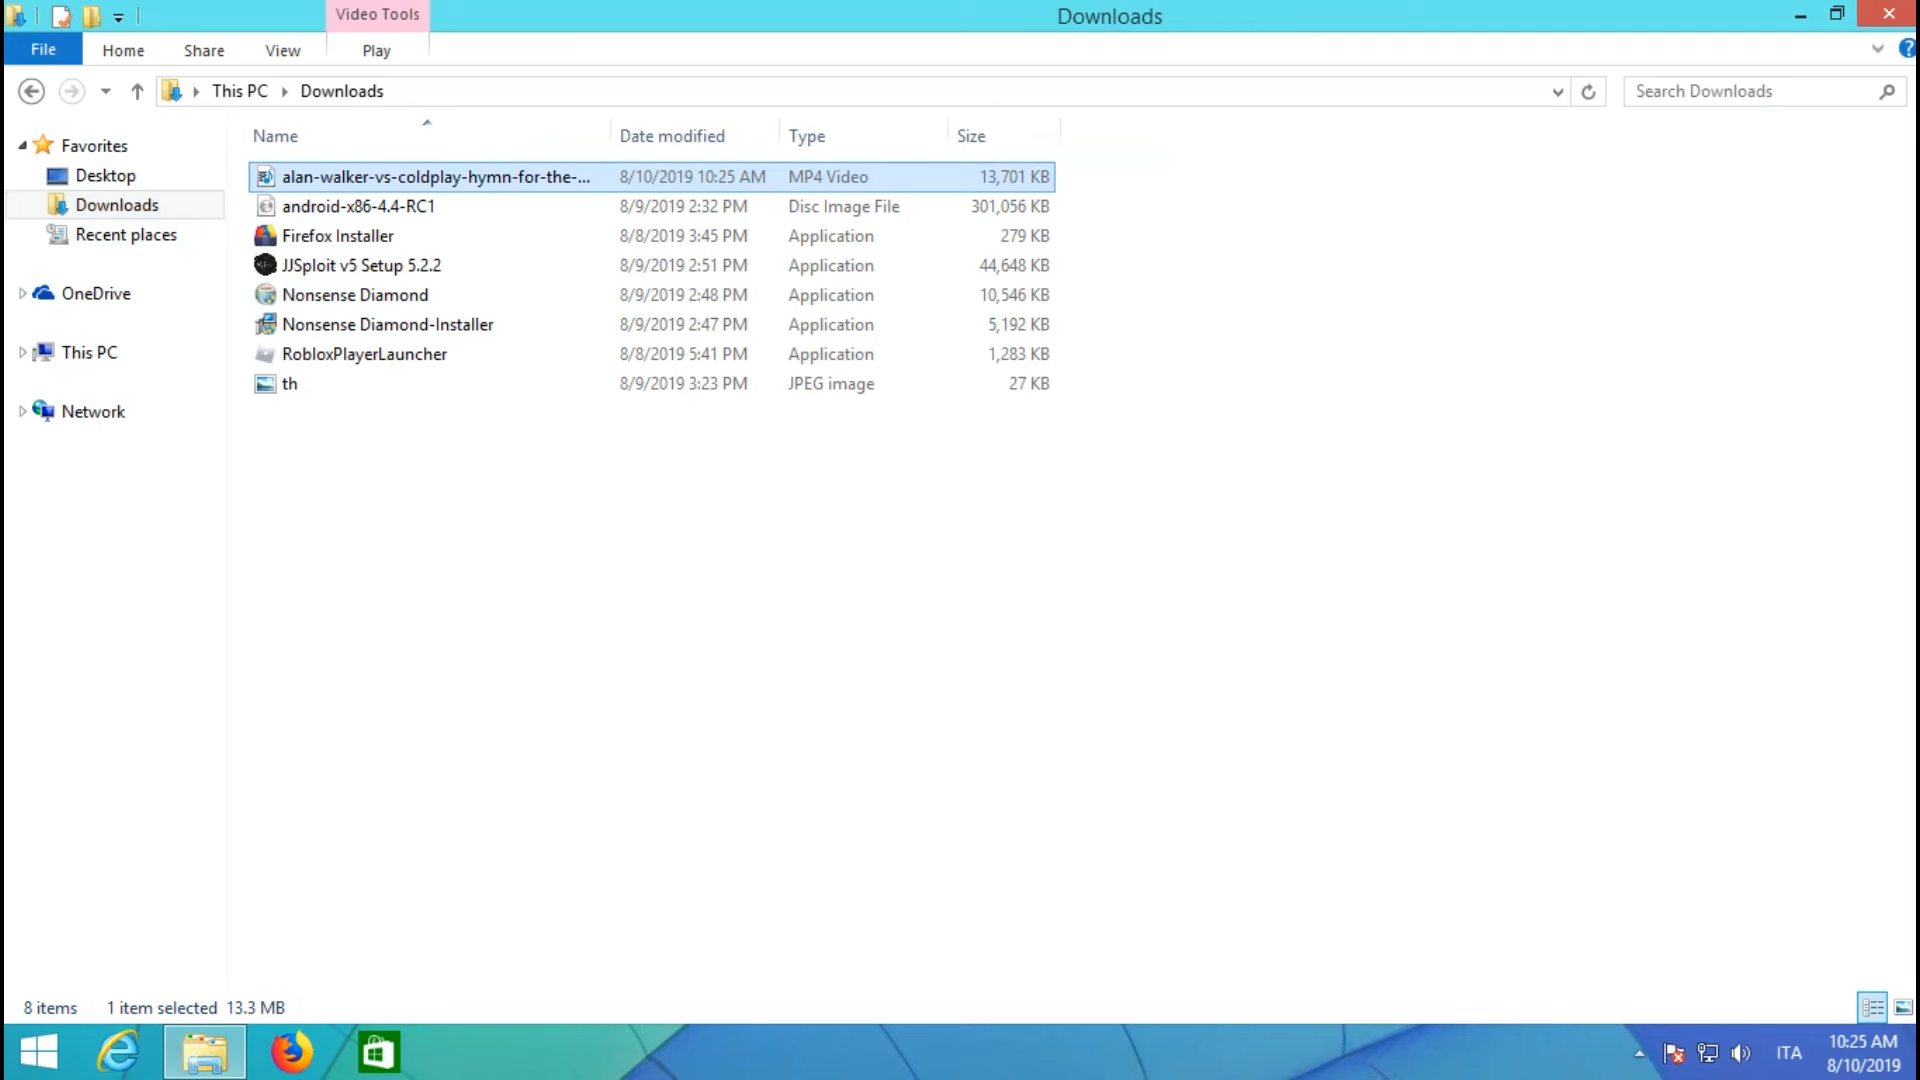 Video Tools
Downloads
File Home Share View Play
This PC Downloads
Search Downloads
Name Date modified Type Size
Favorites
Desktop
Downloads
Recent places
OneDrive
This PC
Network
alan-walker-vs-coldplay-hymn-for-the-... 8/10/2019 10:25 AM MP4 Video 13,701 KB
android-x86-4.4-RC1 8/9/2019 2:32 PM Disc Image File 301,056 KB
Firefox Installer 8/8/2019 3:45 PM Application 279 KB
JJSploit v5 Setup 5.2.2 8/9/2019 2:51 PM Application 44,648 KB
Nonsense Diamond 8/9/2019 2:48 PM Application 10,546 KB
Nonsense Diamond-Installer 8/9/2019 2:47 PM Application 5,192 KB
RobloxPlayerLauncher 8/8/2019 5:41 PM Application 1,283 KB
th 8/9/2019 3:23 PM JPEG image 27 KB
8 items 1 item selected 13.3 MB
ITA
10:25 AM
8/10/2019